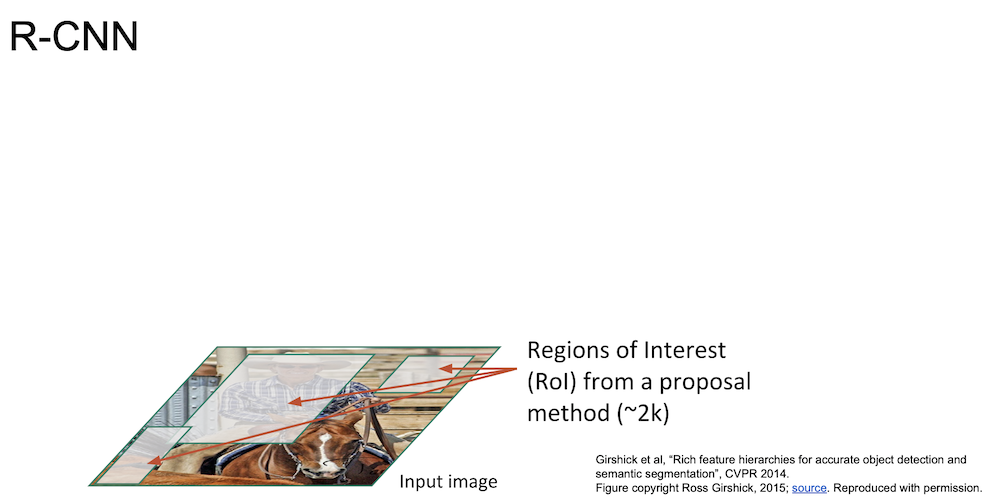 R-CNN
Regions of Interest
(RoI) from a proposal
method (~2k)
Input image
Girshick et al, “Rich feature hierarchies for accurate object detection and
semantic segmentation”, CVPR 2014.
Figure copyright Ross Girshick, 2015; source. Reproduced with permission.